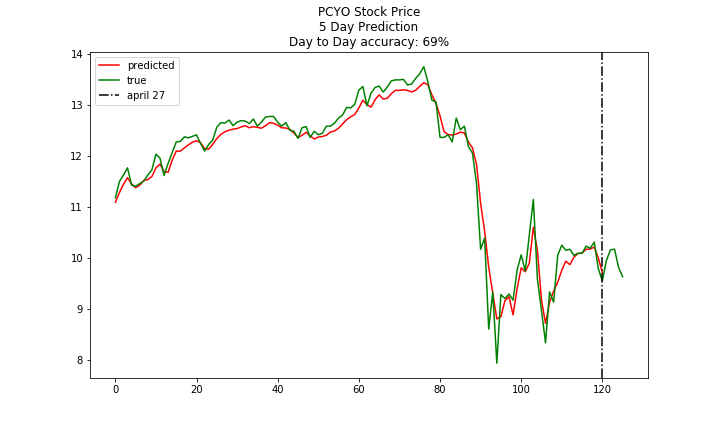 PCYO Stock Price
5 Day Prediction
Day to Day accuracy: 69%
predicted
true
april 27
14
13
12
11
10
9
8
0 20 40 60 80 100 120